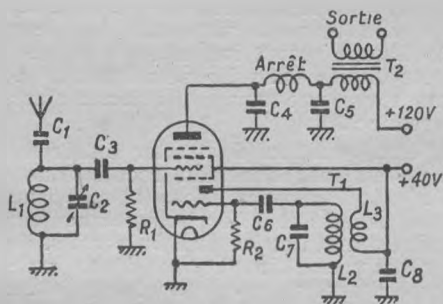 Sortie
Arrêt
T2
C4
C5
+120V
C1
C3
T1
+40V
L1
C2
R1
C6
L3
R2
C7
L2
C8